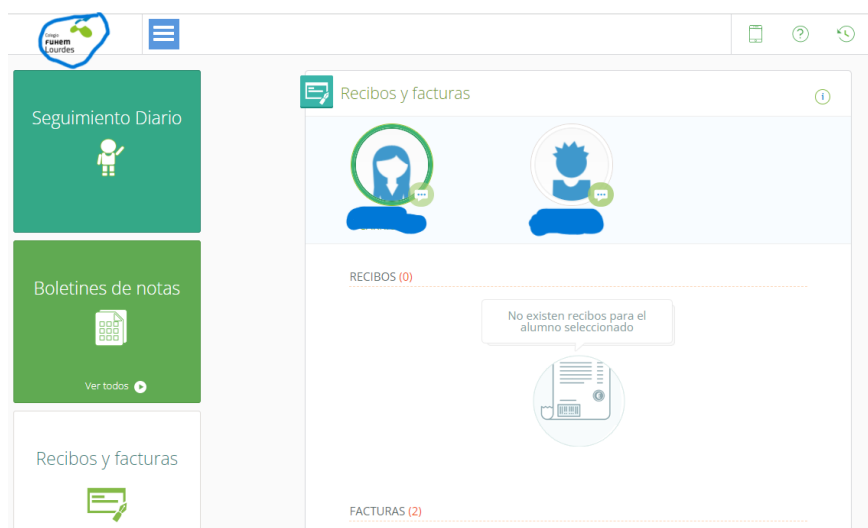 Colegio
FUHEM
Lourdes
Seguimiento Diario
Boletines de notas
Ver todos
Recibos y facturas
Recibos y facturas
RECIBOS (0)
No existen recibos para el
alumno seleccionado
FACTURAS (2)